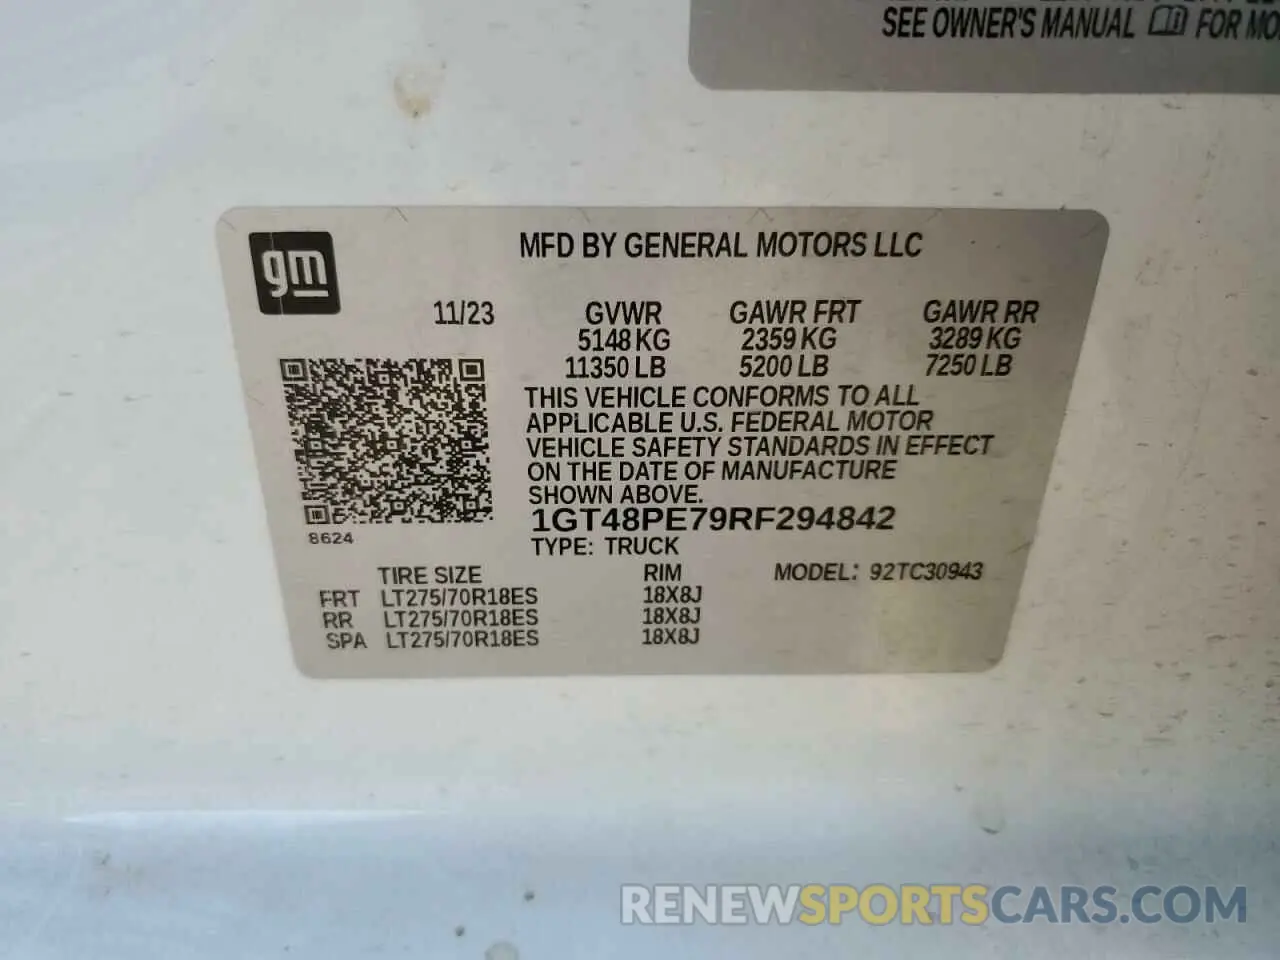 SEE OWNER'S MANUAL FOR MO
gm
MFD BY GENERAL MOTORS LLC
11/23 GVWR GAWR FRT GAWR RR
5148 KG 2359 KG 3289 KG
11350 LB 5200 LB 7250 LB
THIS VEHICLE CONFORMS TO ALL
APPLICABLE U.S. FEDERAL MOTOR
VEHICLE SAFETY STANDARDS IN EFFECT
ON THE DATE OF MANUFACTURE
SHOWN ABOVE.
1GT48PE79RF294842
8624
TYPE: TRUCK
TIRE SIZE RIM MODEL: 92TC30943
FRT LT275/70R18ES 18X8J
RR LT275/70R18ES 18X8J
SPA LT275/70R18ES 18X8J
RENEWSPORTSCARS.COM